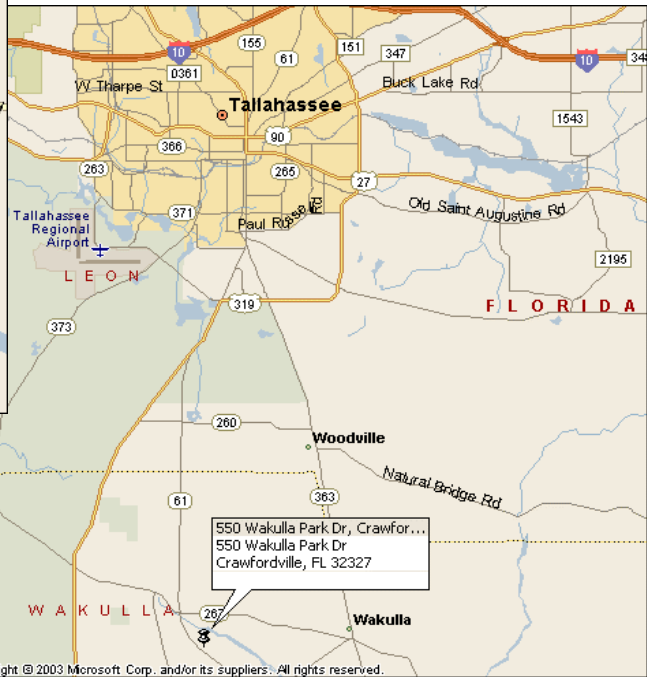 10
155
61
151
347
10
0361
W Tharpe St
Buck Lake Rd
Tallahassee
1543
90
366
263
265
27
371
Old Saint Augustine Rd
Tallahassee
Regional
Airport
Paul Russell Rd
2195
LEON
319
FLORIDA
373
260
Woodville
Natural Bridge Rd
61
363
550 Wakulla Park Dr, Crawfor...
550 Wakulla Park Dr
Crawfordville, FL 32327
WAKULLA
267
Wakulla
ght © 2003 Microsoft Corp. and/or its suppliers. All rights reserved.